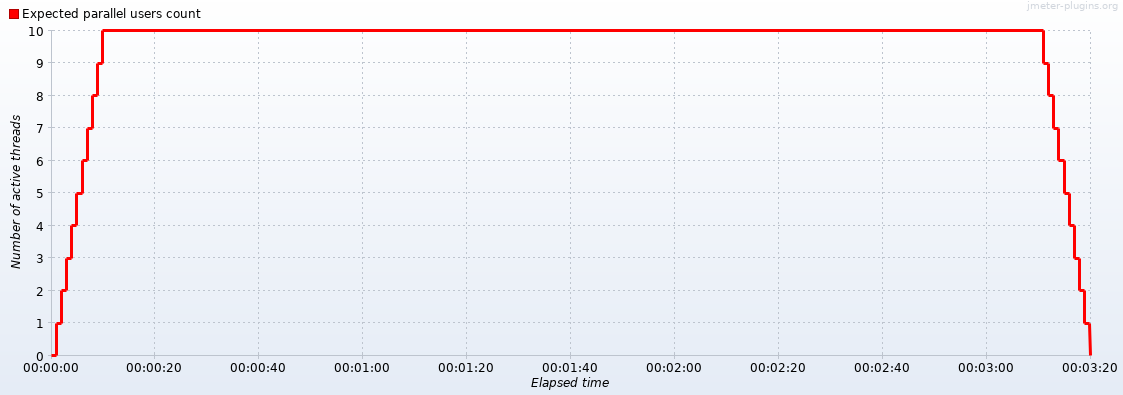 jmeter-plugins.org
Expected parallel users count
10
9
8
7
6
5
4
3
2
1
0
Number of active threads
00:00:00 00:00:20 00:00:40 00:01:00 00:01:20 00:01:40 00:02:00 00:02:20 00:02:40 00:03:00 00:03:20
Elapsed time